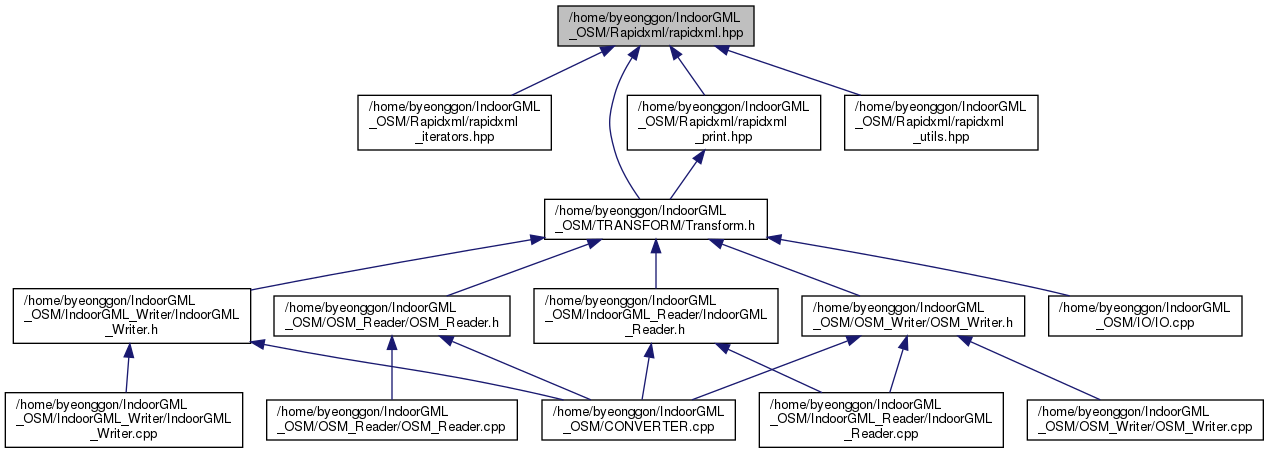 /home/byeonggon/IndoorGML
_OSM/Rapidxml/rapidxml.hpp
/home/byeonggon/IndoorGML
_OSM/Rapidxml/rapidxml
_iterators.hpp
/home/byeonggon/IndoorGML
_OSM/Rapidxml/rapidxml
_print.hpp
/home/byeonggon/IndoorGML
_OSM/Rapidxml/rapidxml
_utils.hpp
/home/byeonggon/IndoorGML
_OSM/TRANSFORM/Transform.h
/home/byeonggon/IndoorGML
_OSM/IndoorGML_Writer/IndoorGML
_Writer.h
/home/byeonggon/IndoorGML
_OSM/OSM_Reader/OSM_Reader.h
/home/byeonggon/IndoorGML
_OSM/IndoorGML_Reader/IndoorGML
_Reader.h
/home/byeonggon/IndoorGML
_OSM/OSM_Writer/OSM_Writer.h
/home/byeonggon/IndoorGML
_OSM/IO/IO.cpp
/home/byeonggon/IndoorGML
_OSM/IndoorGML_Writer/IndoorGML
_Writer.cpp
/home/byeonggon/IndoorGML
_OSM/OSM_Reader/OSM_Reader.cpp
/home/byeonggon/IndoorGML
_OSM/CONVERTER.cpp
/home/byeonggon/IndoorGML
_OSM/IndoorGML_Reader/IndoorGML
_Reader.cpp
/home/byeonggon/IndoorGML
_OSM/OSM_Writer/OSM_Writer.cpp